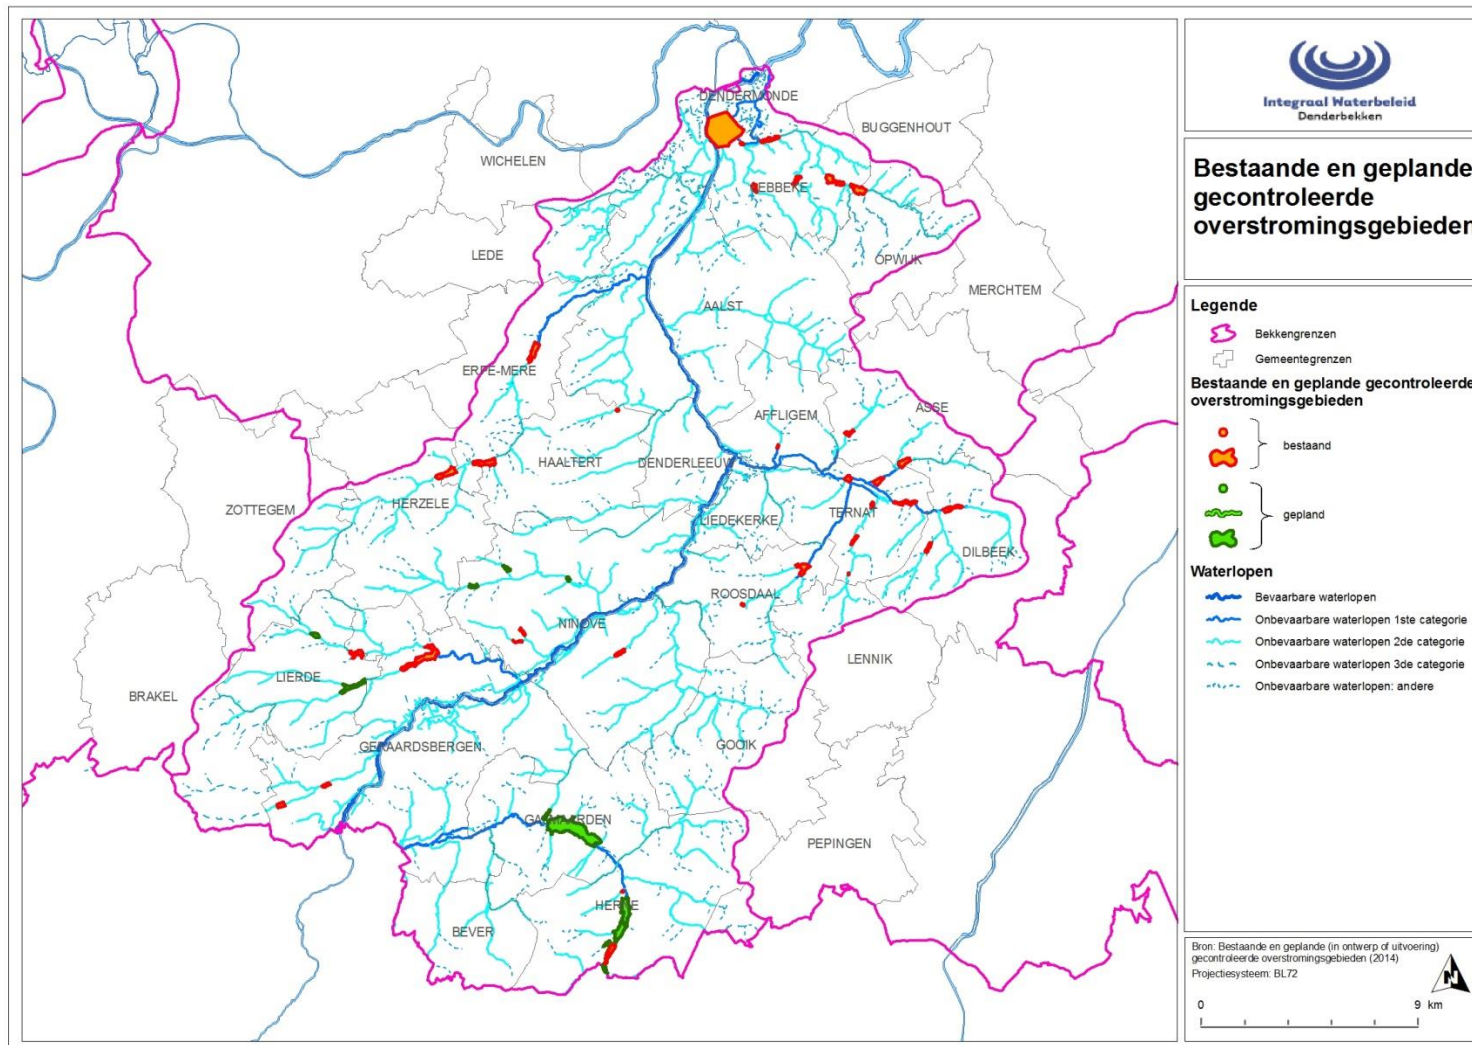 DENDERMONDE
BUGGENHOUT
WICHELEN
EBBEKE
LEDE
OPWIJK
MERCHTEM
AALST
ERPE-MERE
AFFLIGEM
ASSE
HAALTERT
DENDERLEEUW
ZOTTEGEM
HERZELE
LIEDEKERKE
TERNAT
DILBEEK
ROOSDAAL
NINOVE
LENNIK
LIERDE
BRAKEL
GERAARDSBERGEN
GOOIK
GALMAARDEN
PEPINGEN
HERNE
BEVER
Integraal Waterbeleid
Denderbekken
Bestaande en geplande
gecontroleerde
overstromingsgebieden
Legende
Bekkengrenzen
Gemeentegrenzen
Bestaande en geplande gecontroleerde
overstromingsgebieden
bestaand
gepland
Waterlopen
Bevaarbare waterlopen
Onbevaarbare waterlopen 1ste categorie
Onbevaarbare waterlopen 2de categorie
Onbevaarbare waterlopen 3de categorie
Onbevaarbare waterlopen: andere
Bron: Bestaande en geplande (in ontwerp of uitvoering)
gecontroleerde overstromingsgebieden (2014)
Projectiesysteem: BL72
N
0 9 km